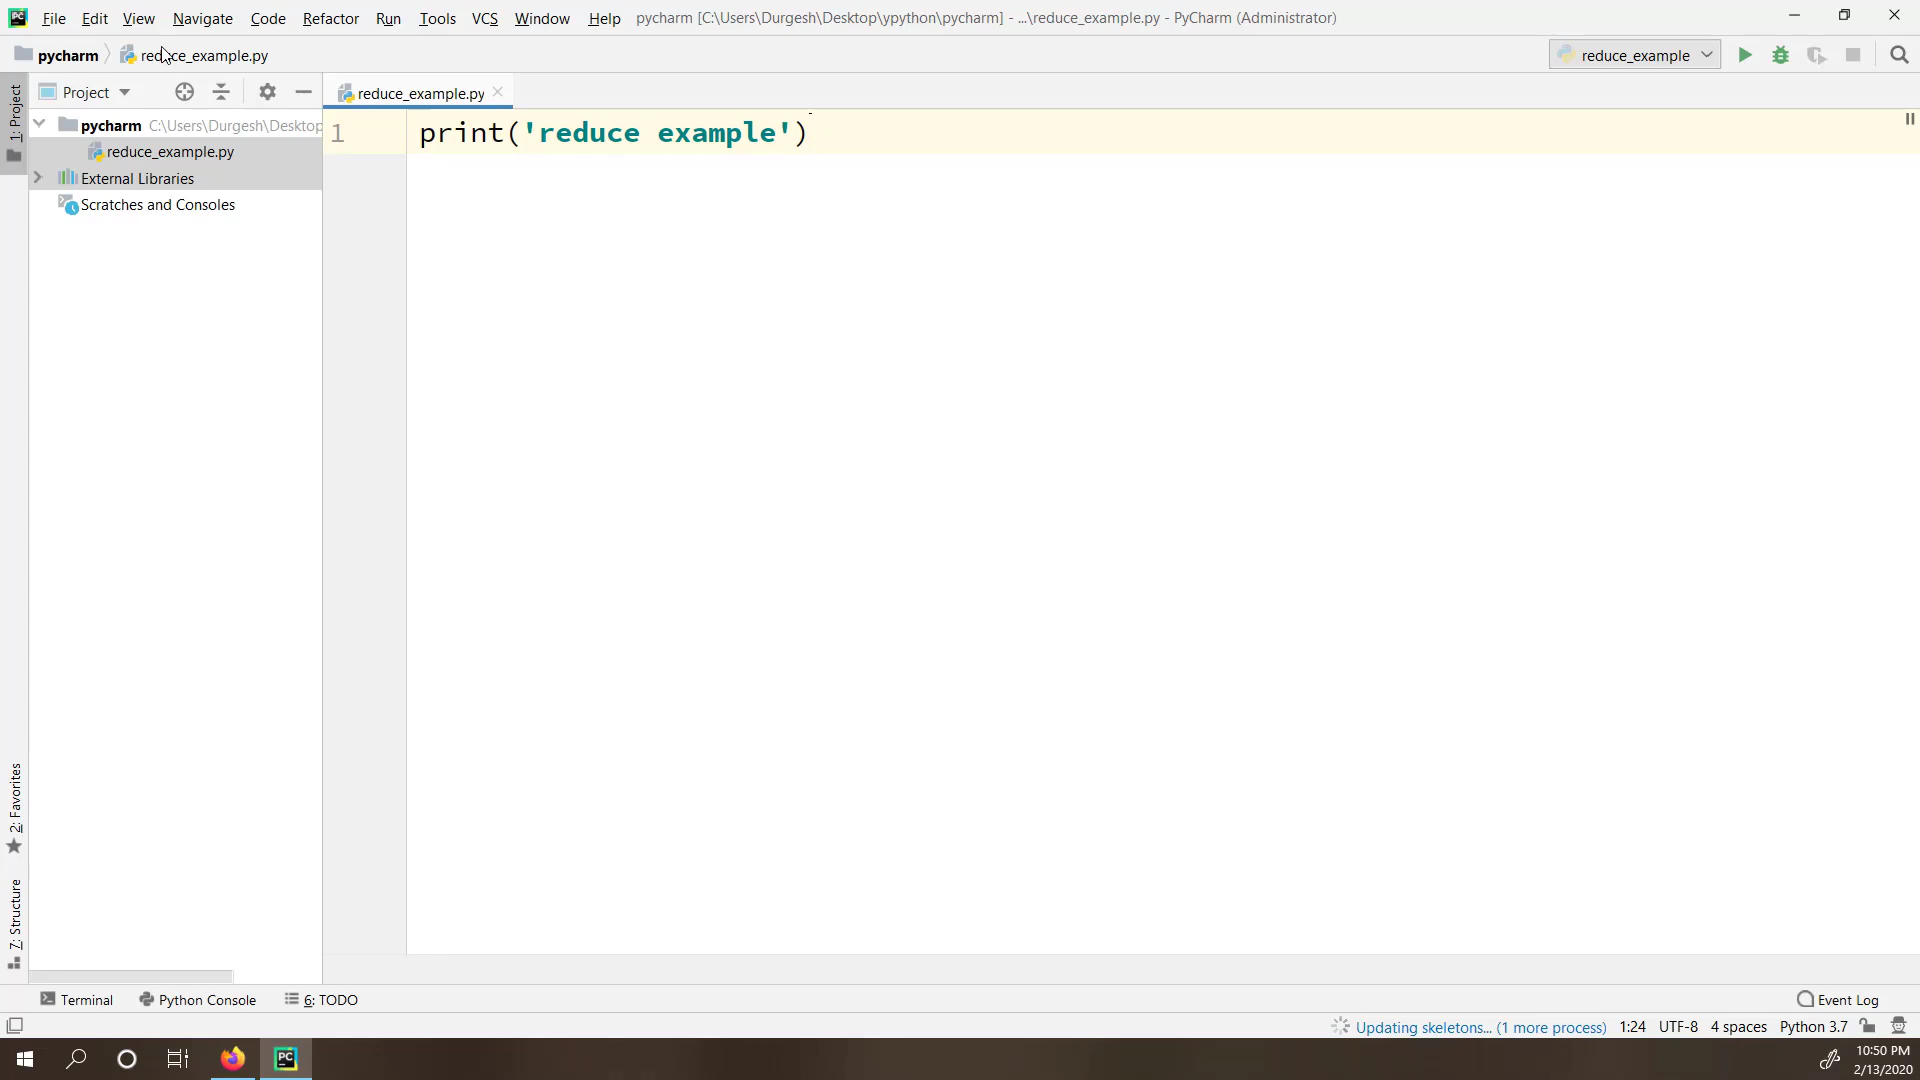 File Edit View Navigate Code Refactor Run Tools VCS Window Help pycharm [C:\Users\Durgesh\Desktop\ypython\pycharm] - ...\reduce_example.py - PyCharm (Administrator)
pycharm reduce_example.py reduce_example
Project reduce_example.py
pycharm C:\Users\Durgesh\Desktop
reduce_example.py
External Libraries
Scratches and Consoles
1 print('reduce example')
1: Project
2: Favorites
7: Structure
Terminal Python Console 6: TODO Event Log
Updating skeletons... (1 more process) 1:24 UTF-8 4 spaces Python 3.7
PC
10:50 PM
2/13/2020